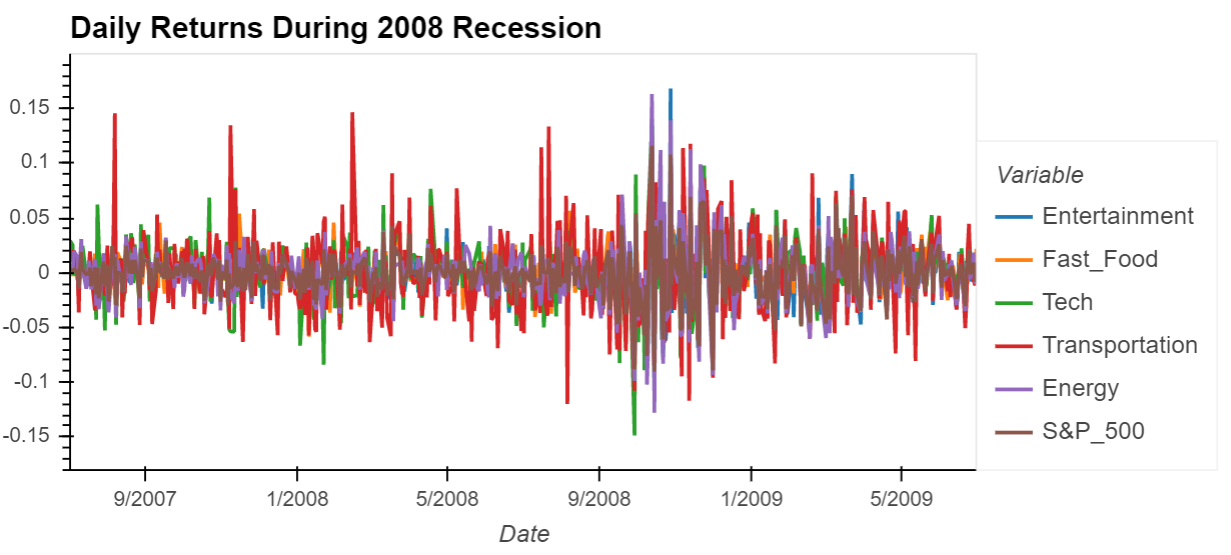 Daily Returns During 2008 Recession
0.15
0.1
0.05
0
-0.05
-0.1
-0.15
9/2007 1/2008 5/2008 9/2008 1/2009 5/2009
Date
Variable
Entertainment
Fast_Food
Tech
Transportation
Energy
S&P_500